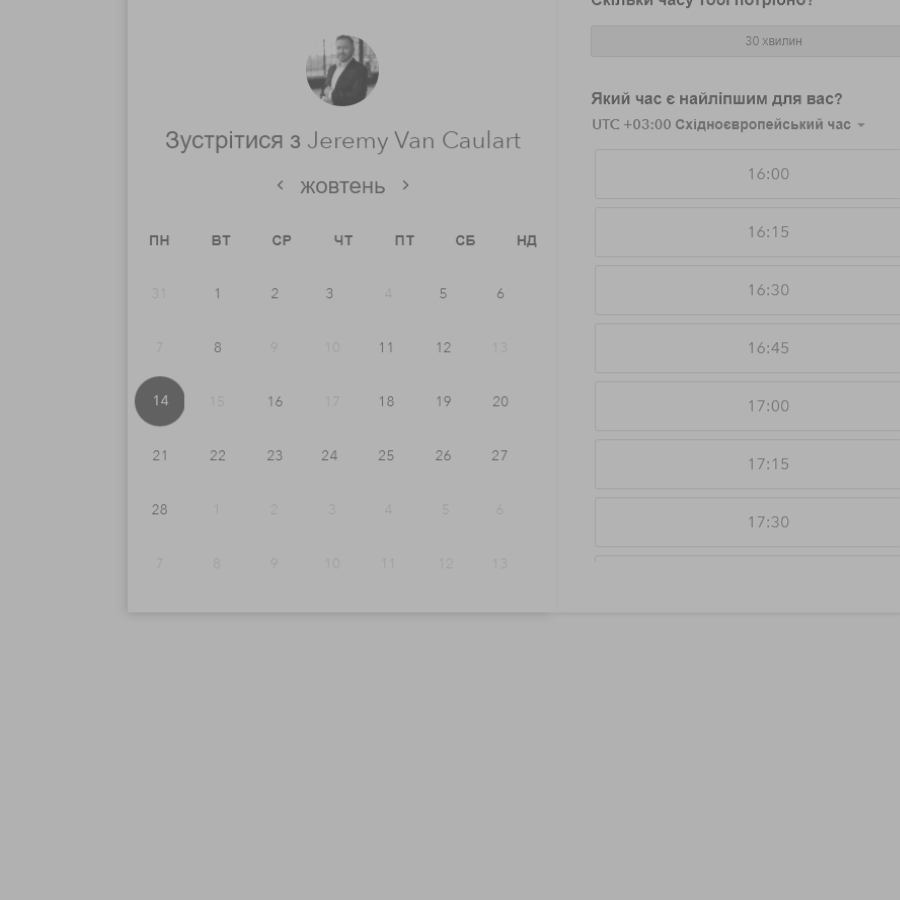 Скільки часу тобі потрібно?
30 хвилин
Який час є найліпшим для вас?
UTC +03:00 Східноєвропейський час
16:00
16:15
16:30
16:45
17:00
17:15
17:30
Зустрітися з Jeremy Van Caulart
жовтень
ПН ВТ СР ЧТ ПТ СБ НД
31 1 2 3 4 5 6
7 8 9 10 11 12 13
14 15 16 17 18 19 20
21 22 23 24 25 26 27
28 1 2 3 4 5 6
7 8 9 10 11 12 13